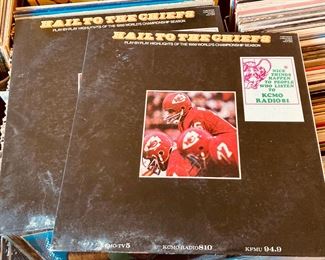 HAIL TO THE CHIEFS
PLAY-BY-PLAY HIGHLIGHTS OF THE 1969 WORLD'S CHAMPIONSHIP SEASON
HAIL TO THE CHIEFS
PLAY-BY-PLAY HIGHLIGHTS OF THE 1969 WORLD'S CHAMPIONSHIP SEASON
NICE
THINGS
HAPPEN
TO PEOPLE
WHO LISTEN
TO
KCMO
RADIO 81
KCMO-TV 5
KCMO RADIO 810
KFMU 94.9